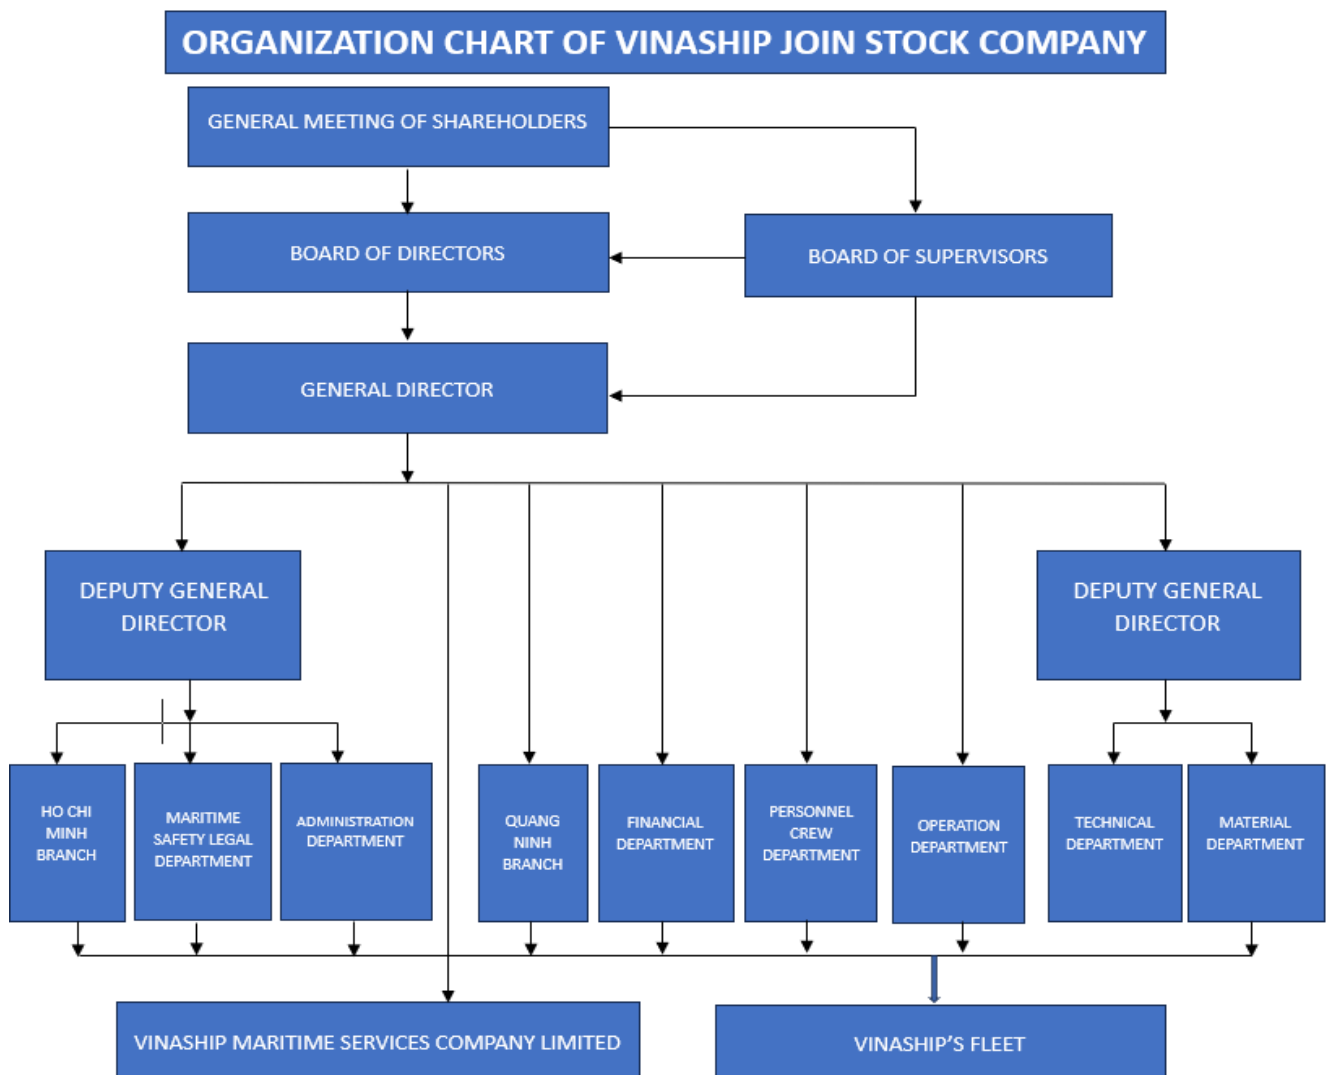 ORGANIZATION CHART OF VINASHIP JOIN STOCK COMPANY
GENERAL MEETING OF SHAREHOLDERS
BOARD OF DIRECTORS
BOARD OF SUPERVISORS
GENERAL DIRECTOR
DEPUTY GENERAL
DIRECTOR
DEPUTY GENERAL
DIRECTOR
HO CHI
MINH
BRANCH
MARITIME
SAFETY LEGAL
DEPARTMENT
ADMINISTRATION
DEPARTMENT
QUANG
NINH
BRANCH
FINANCIAL
DEPARTMENT
PERSONNEL
CREW
DEPARTMENT
OPERATION
DEPARTMENT
TECHNICAL
DEPARTMENT
MATERIAL
DEPARTMENT
VINASHIP MARITIME SERVICES COMPANY LIMITED
VINASHIP’S FLEET